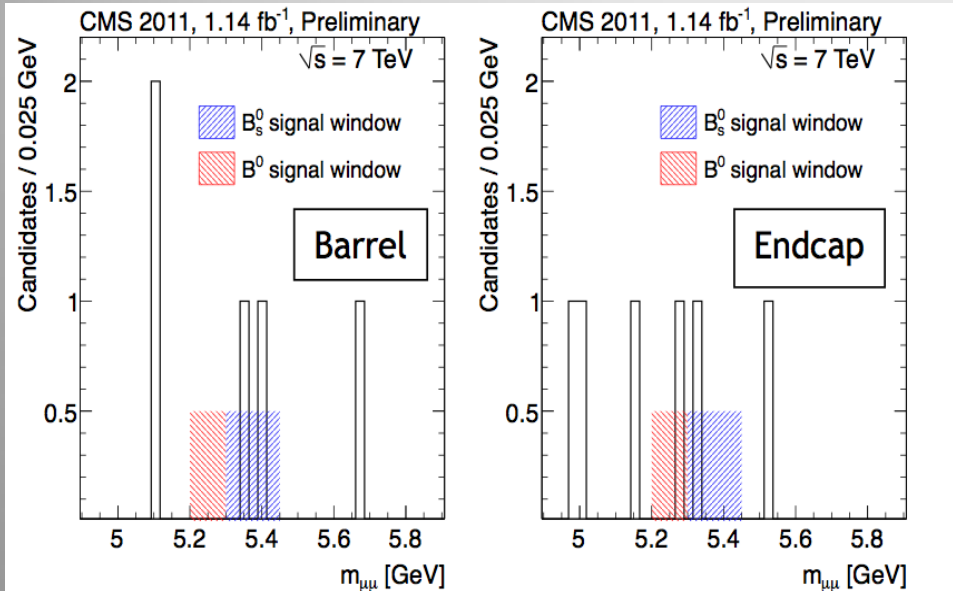 CMS 2011, 1.14 fb⁻¹, Preliminary
√s = 7 TeV
Candidates / 0.025 GeV
2
1.5
1
0.5
B⁰ₛ signal window
B⁰ signal window
Barrel
5 5.2 5.4 5.6 5.8
m_μμ [GeV]
CMS 2011, 1.14 fb⁻¹, Preliminary
√s = 7 TeV
Candidates / 0.025 GeV
2
1.5
1
0.5
B⁰ₛ signal window
B⁰ signal window
Endcap
5 5.2 5.4 5.6 5.8
m_μμ [GeV]